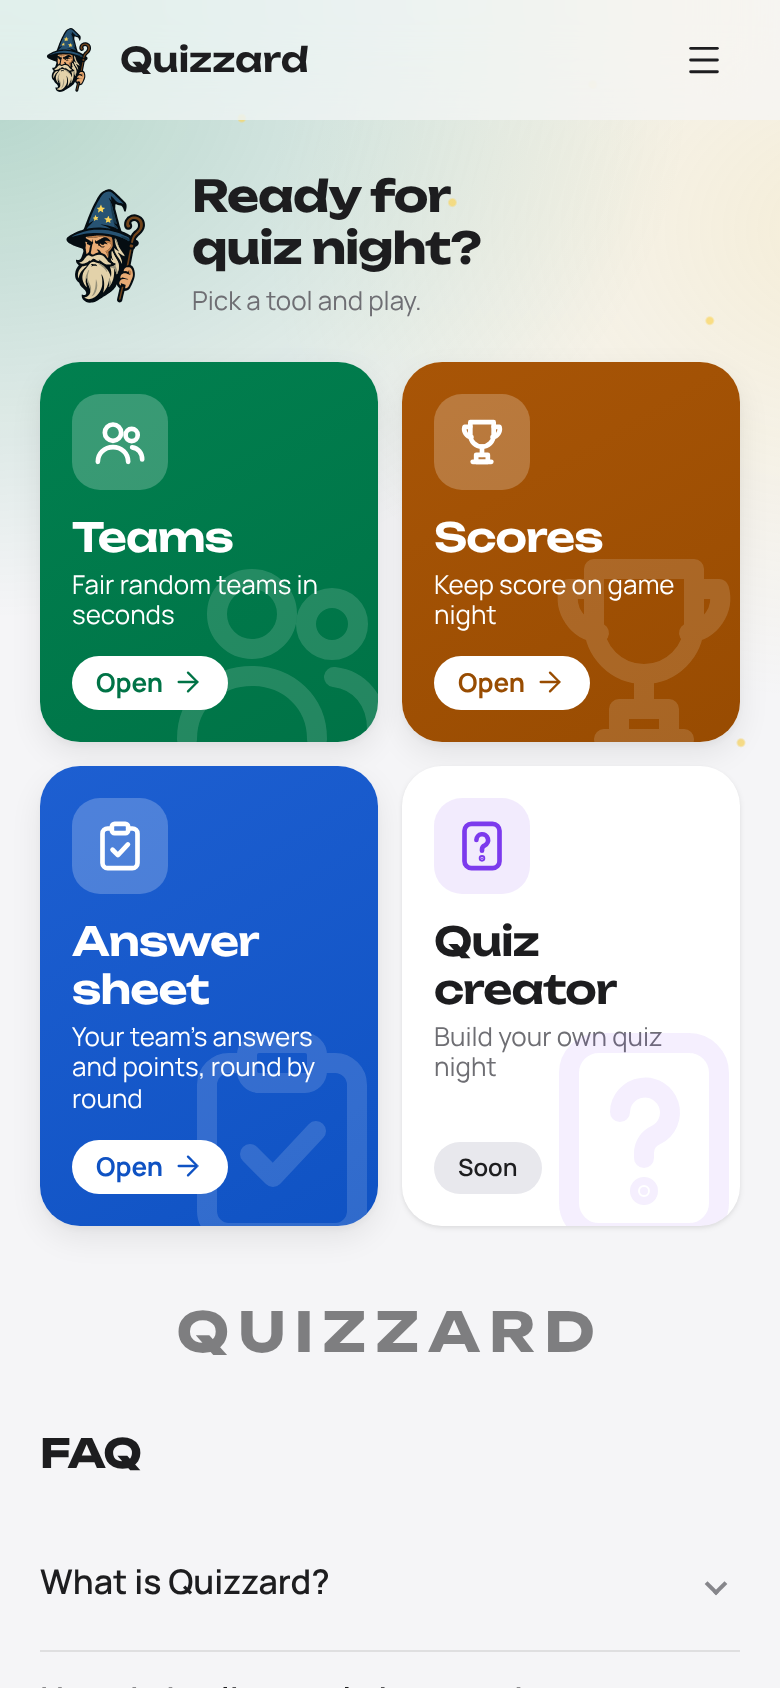 Quizzard
Ready for
quiz night?
Pick a tool and play.
Teams
Fair random teams in
seconds
Open
Scores
Keep score on game
night
Open
Answer
sheet
Your team's answers
and points, round by
round
Open
Quiz
creator
Build your own quiz
night
Soon
QUIZZARD
FAQ
What is Quizzard?